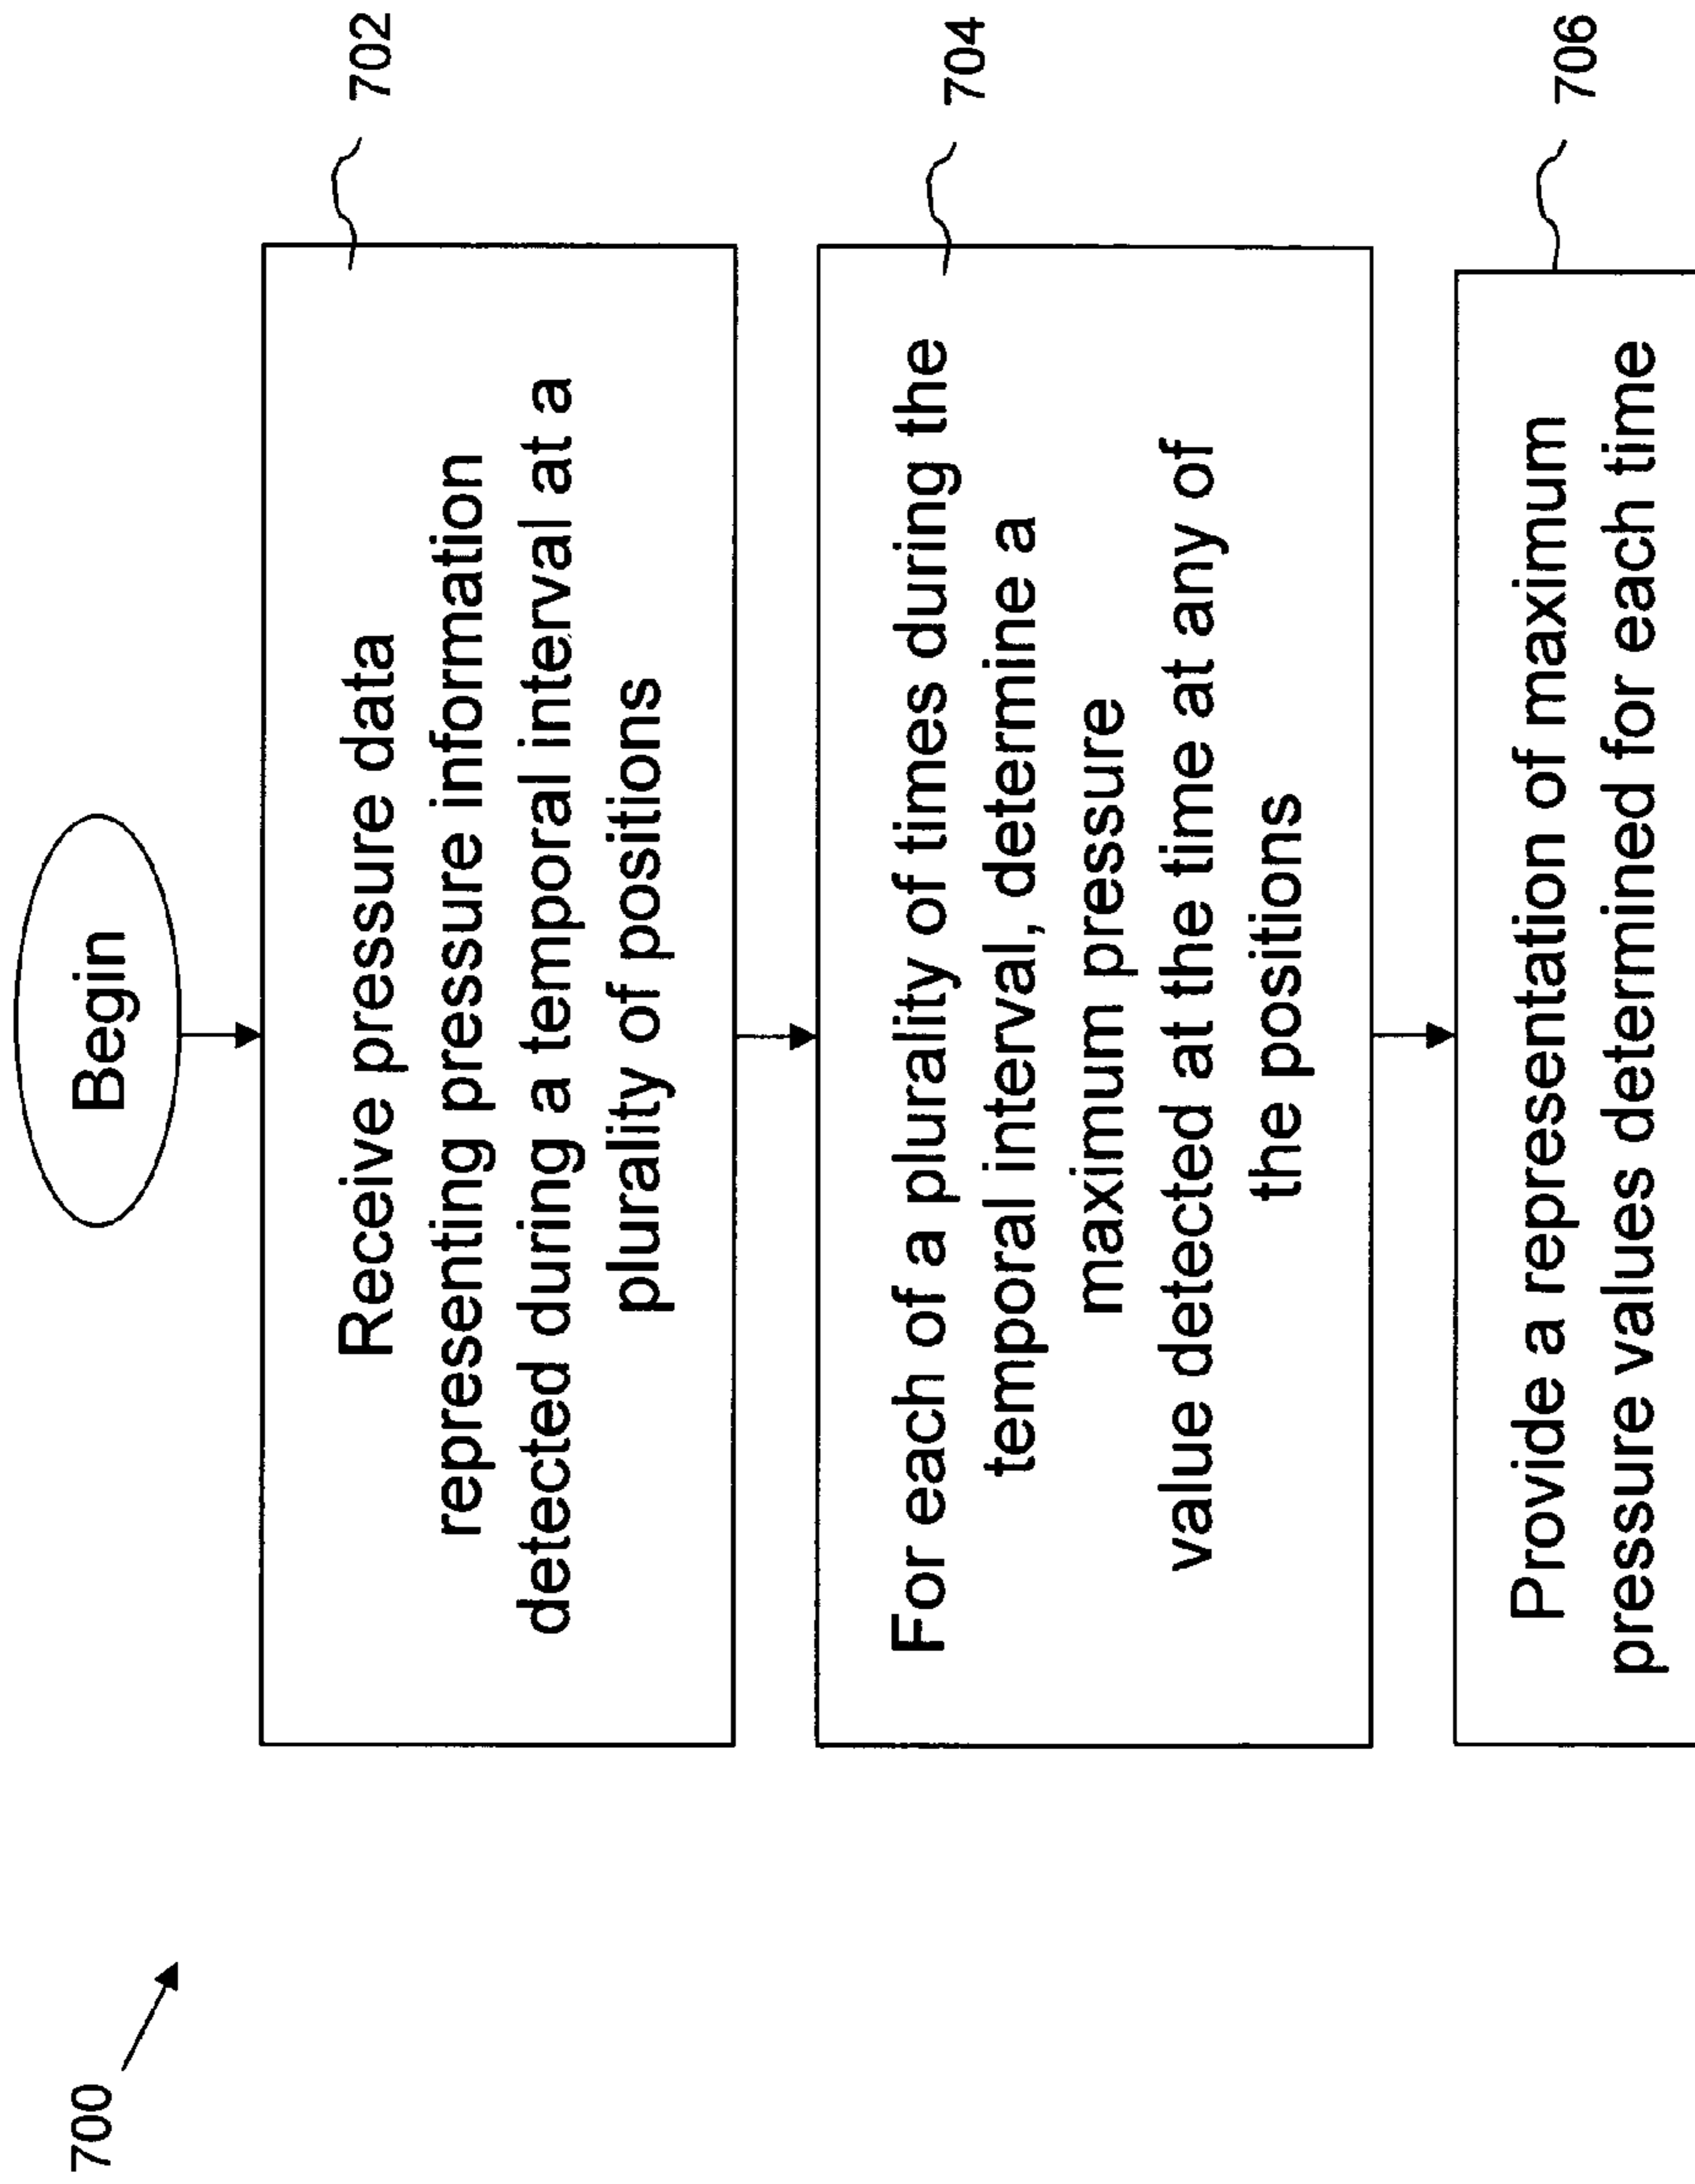 700
Begin
Receive pressure data
representing pressure information
detected during a temporal interval at a
plurality of positions
702
For each of a plurality of times during the
temporal interval, determine a
maximum pressure
value detected at the time at any of
the positions
704
Provide a representation of maximum
pressure values determined for each time
706